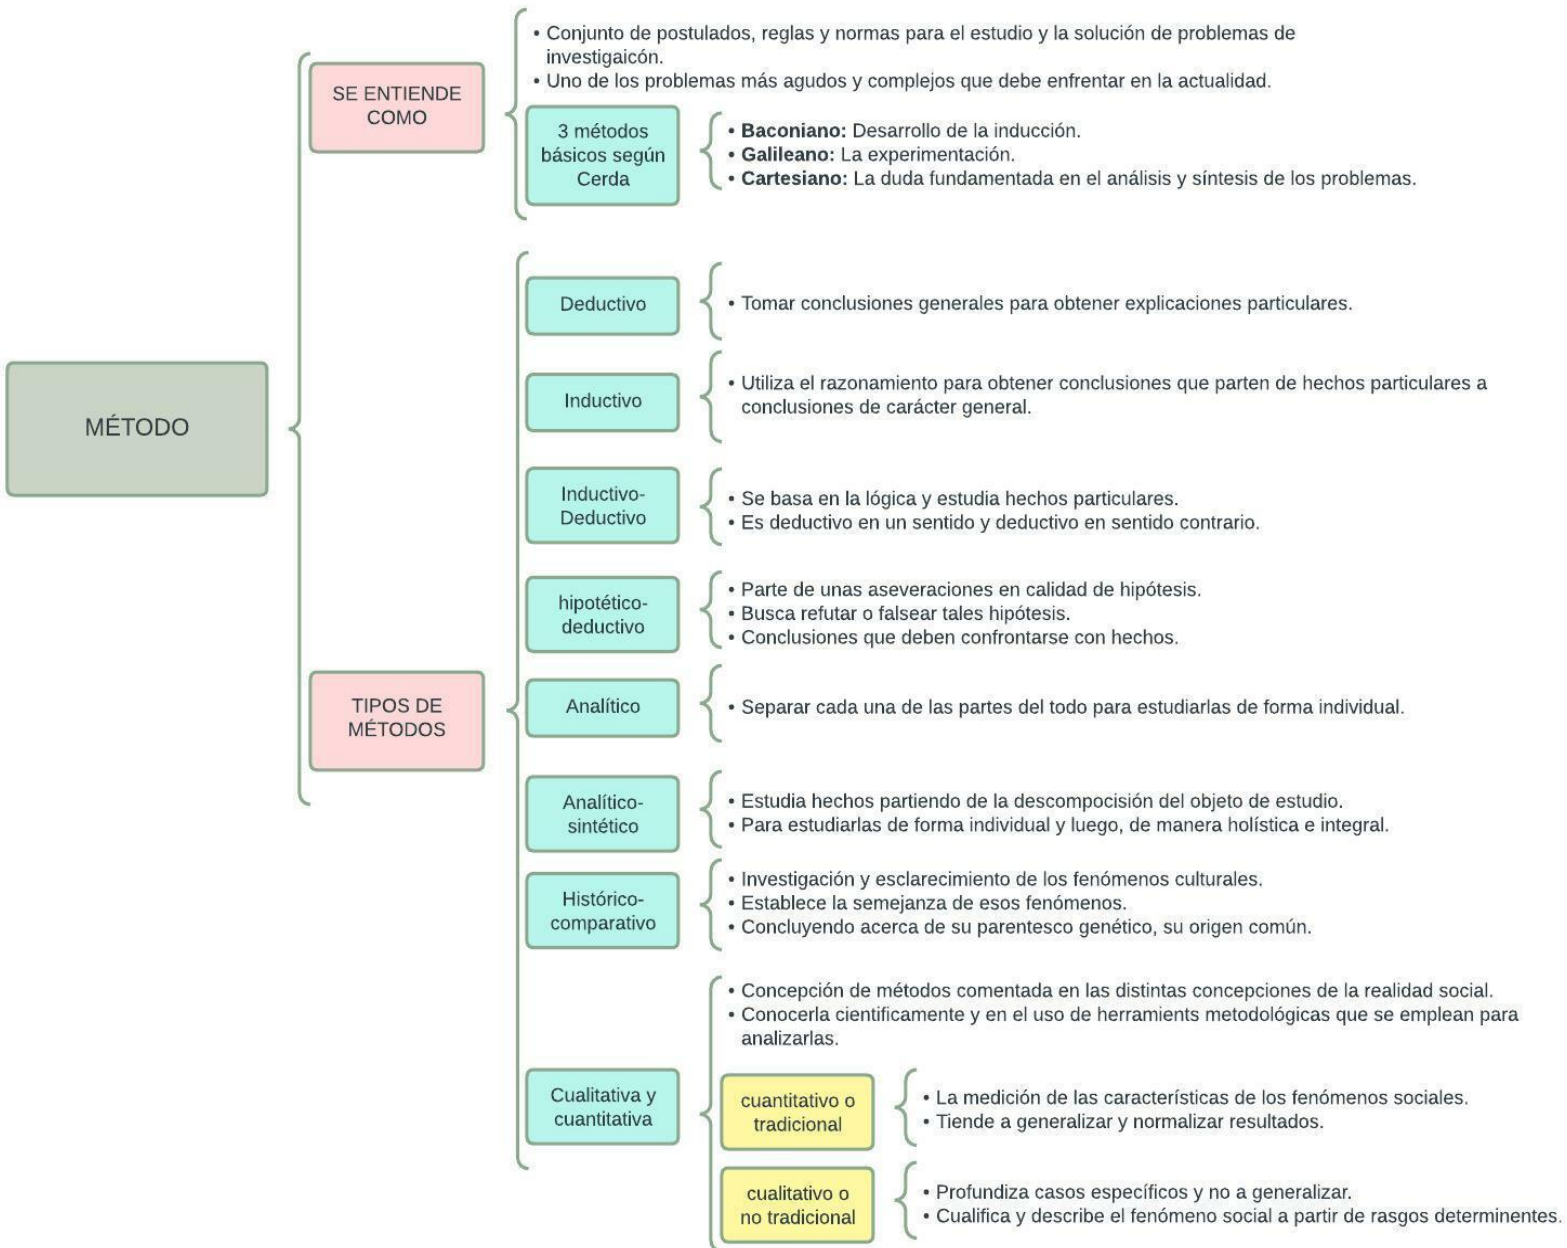 • Conjunto de postulados, reglas y normas para el estudio y la solución de problemas de
investigaicón.
• Uno de los problemas más agudos y complejos que debe enfrentar en la actualidad.
SE ENTIENDE
COMO
3 métodos
básicos según
Cerda
• Baconiano: Desarrollo de la inducción.
• Galileano: La experimentación.
• Cartesiano: La duda fundamentada en el análisis y síntesis de los problemas.
MÉTODO
TIPOS DE
MÉTODOS
Deductivo
• Tomar conclusiones generales para obtener explicaciones particulares.
Inductivo
• Utiliza el razonamiento para obtener conclusiones que parten de hechos particulares a
conclusiones de carácter general.
Inductivo-
Deductivo
• Se basa en la lógica y estudia hechos particulares.
• Es deductivo en un sentido y deductivo en sentido contrario.
hipotético-
deductivo
• Parte de unas aseveraciones en calidad de hipótesis.
• Busca refutar o falsear tales hipótesis.
• Conclusiones que deben confrontarse con hechos.
Analítico
• Separar cada una de las partes del todo para estudiarlas de forma individual.
Analítico-
sintético
• Estudia hechos partiendo de la descompocisión del objeto de estudio.
• Para estudiarlas de forma individual y luego, de manera holística e integral.
Histórico-
comparativo
• Investigación y esclarecimiento de los fenómenos culturales.
• Establece la semejanza de esos fenómenos.
• Concluyendo acerca de su parentesco genético, su origen común.
Cualitativa y
cuantitativa
• Concepción de métodos comentada en las distintas concepciones de la realidad social.
• Conocerla cientificamente y en el uso de herramients metodológicas que se emplean para
analizarlas.
cuantitativo o
tradicional
• La medición de las características de los fenómenos sociales.
• Tiende a generalizar y normalizar resultados.
cualitativo o
no tradicional
• Profundiza casos específicos y no a generalizar.
• Cualifica y describe el fenómeno social a partir de rasgos determinentes.